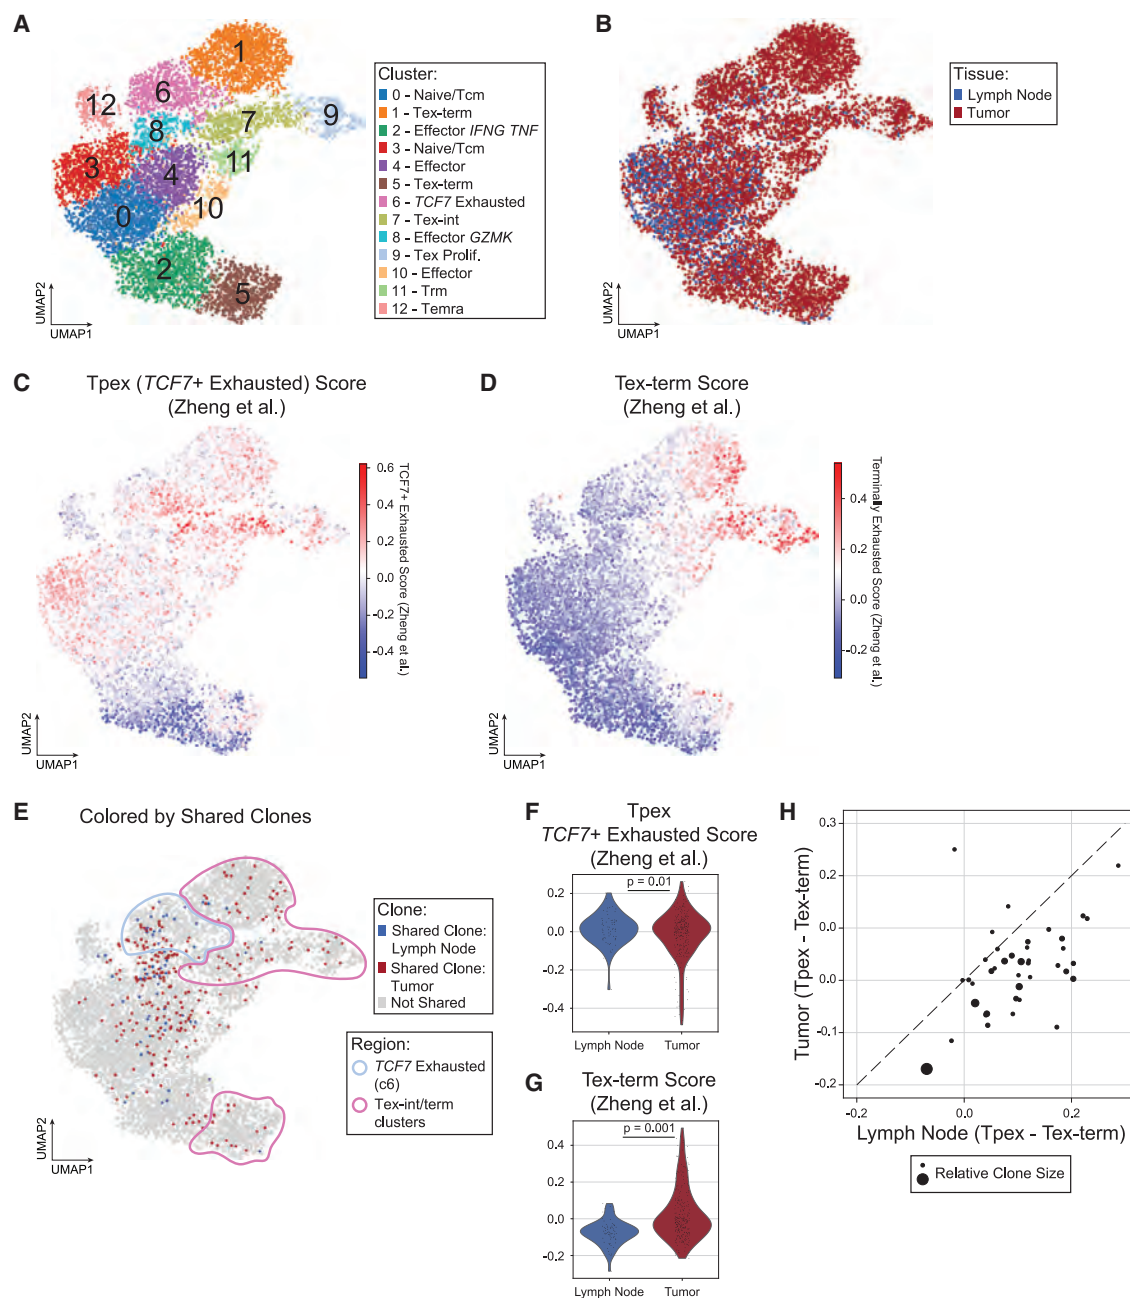 A
1
6
12
7
9
8
3
11
4
10
0
2
5
UMAP2
UMAP1
Cluster:
0 - Naive/Tcm
1 - Tex-term
2 - Effector IFNG TNF
3 - Naive/Tcm
4 - Effector
5 - Tex-term
6 - TCF7 Exhausted
7 - Tex-int
8 - Effector GZMK
9 - Tex Prolif.
10 - Effector
11 - Trm
12 - Temra
B
UMAP2
UMAP1
Tissue:
Lymph Node
Tumor
C
Tpex (TCF7+ Exhausted) Score
(Zheng et al.)
0.6
0.4
0.2
0.0
-0.2
-0.4
TCF7+ Exhausted Score (Zheng et al.)
UMAP2
UMAP1
D
Tex-term Score
(Zheng et al.)
0.4
0.2
0.0
-0.2
Terminally Exhausted Score (Zheng et al.)
UMAP2
UMAP1
E
Colored by Shared Clones
UMAP2
UMAP1
Clone:
Shared Clone:
Lymph Node
Shared Clone:
Tumor
Not Shared
Region:
TCF7 Exhausted
(c6)
Tex-int/term
clusters
F
Tpex
TCF7+ Exhausted Score
(Zheng et al.)
p = 0.01
0.2
0.0
-0.2
-0.4
Lymph Node
Tumor
G
Tex-term Score
(Zheng et al.)
p = 0.001
0.4
0.2
0.0
-0.2
Lymph Node
Tumor
H
0.3
0.2
0.0
-0.1
-0.2
Tumor (Tpex - Tex-term)
-0.2
0.0
0.2
Lymph Node (Tpex - Tex-term)
Relative Clone Size